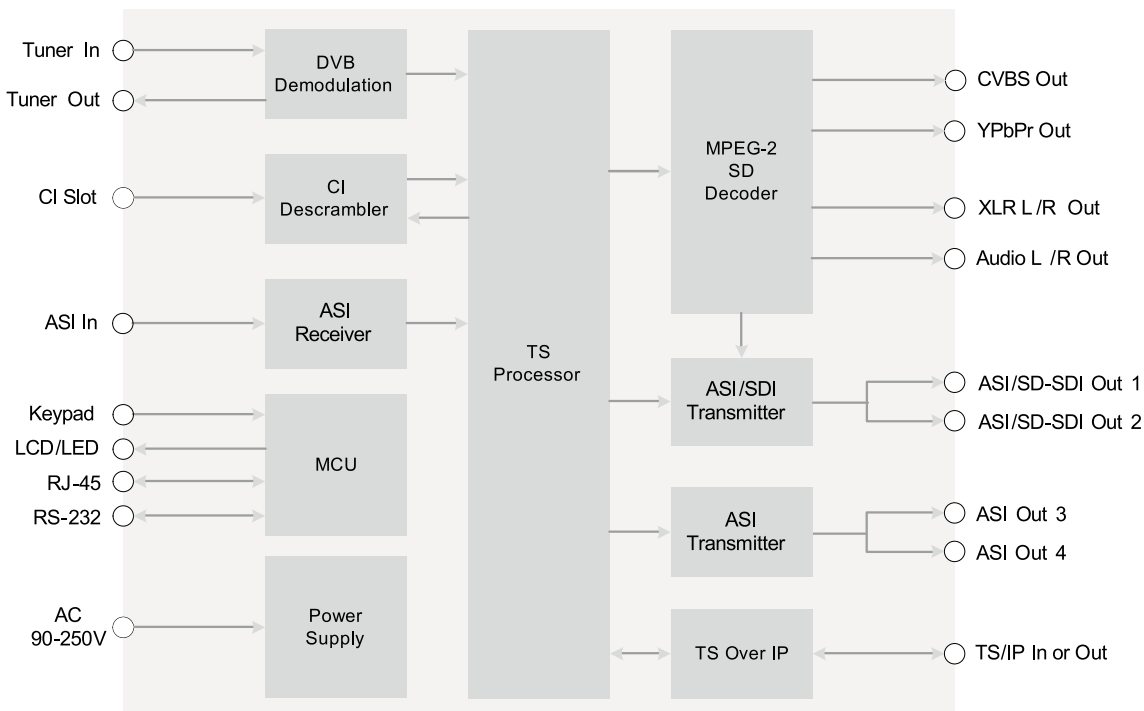 Tuner In
Tuner Out
CI Slot
ASI In
Keypad
LCD/LED
RJ-45
RS-232
AC
90-250V
DVB
Demodulation
CI
Descrambler
ASI
Receiver
MCU
Power
Supply
TS
Processor
MPEG-2
SD
Decoder
ASI/SDI
Transmitter
ASI
Transmitter
TS Over IP
CVBS Out
YPbPr Out
XLR L /R Out
Audio L /R Out
ASI/SD-SDI Out 1
ASI/SD-SDI Out 2
ASI Out 3
ASI Out 4
TS/IP In or Out